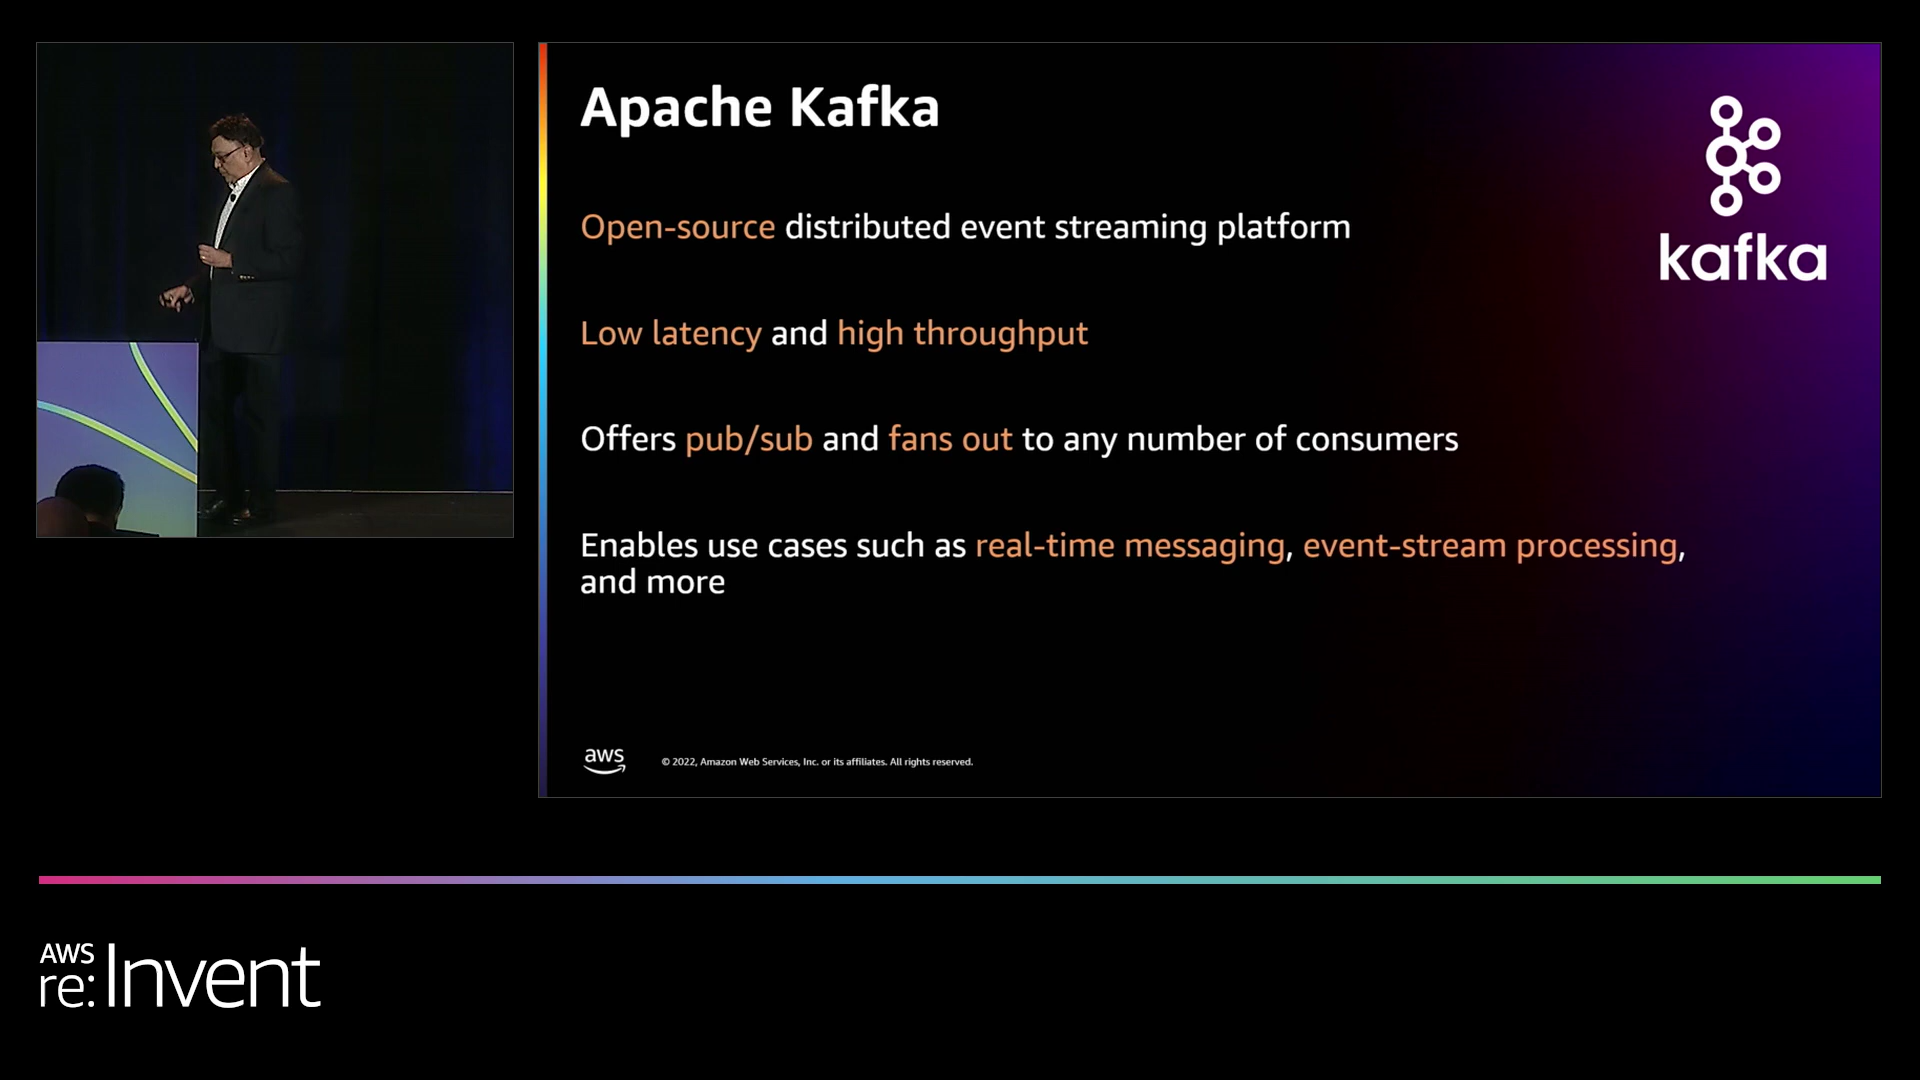 Apache Kafka
kafka
Open-source distributed event streaming platform
Low latency and high throughput
Offers pub/sub and fans out to any number of consumers
Enables use cases such as real-time messaging, event-stream processing,
and more
aws
© 2022, Amazon Web Services, Inc. or its affiliates. All rights reserved.
AWS
re:Invent